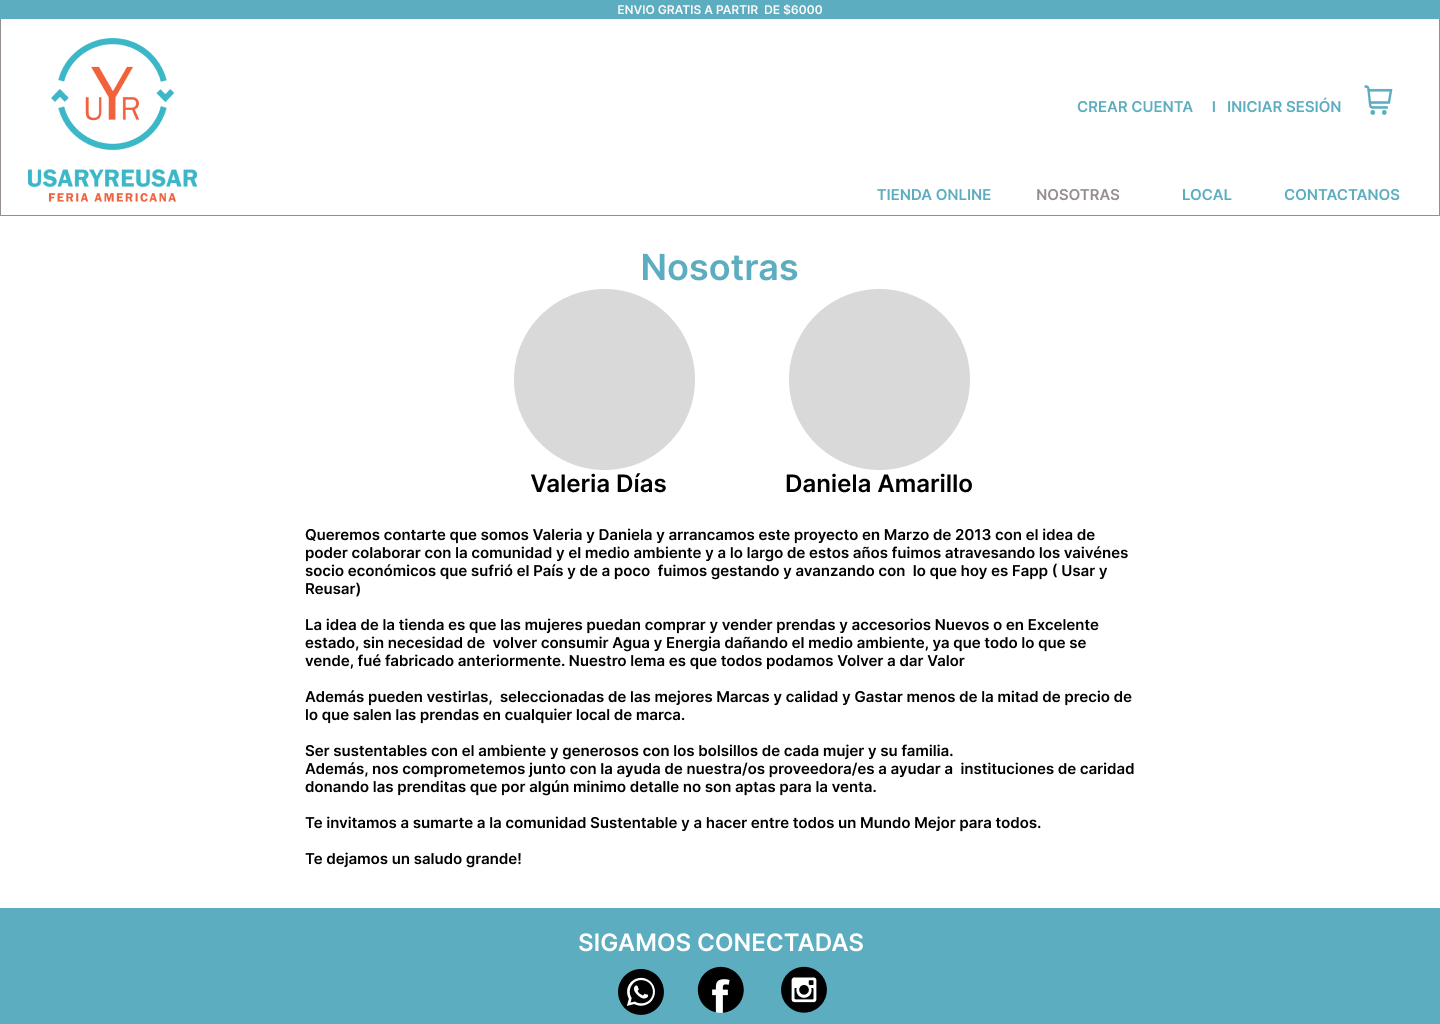 ENVIO GRATIS A PARTIR  DE $6000
UYR
USARYREUSAR
FERIA AMERICANA
CREAR CUENTA    I   INICIAR SESIÓN
TIENDA ONLINE
NOSOTRAS
LOCAL
CONTACTANOS
Nosotras
Valeria Días
Daniela Amarillo
Queremos contarte que somos Valeria y Daniela y arrancamos este proyecto en Marzo de 2013 con el idea de
poder colaborar con la comunidad y el medio ambiente y a lo largo de estos años fuimos atravesando los vaivénes
socio económicos que sufrió el País y de a poco  fuimos gestando y avanzando con  lo que hoy es Fapp ( Usar y
Reusar)
La idea de la tienda es que las mujeres puedan comprar y vender prendas y accesorios Nuevos o en Excelente
estado, sin necesidad de  volver consumir Agua y Energia dañando el medio ambiente, ya que todo lo que se
vende, fué fabricado anteriormente. Nuestro lema es que todos podamos Volver a dar Valor
Además pueden vestirlas,  seleccionadas de las mejores Marcas y calidad y Gastar menos de la mitad de precio de
lo que salen las prendas en cualquier local de marca.
Ser sustentables con el ambiente y generosos con los bolsillos de cada mujer y su familia.
Además, nos comprometemos junto con la ayuda de nuestra/os proveedora/es a ayudar a  instituciones de caridad
donando las prenditas que por algún minimo detalle no son aptas para la venta.
Te invitamos a sumarte a la comunidad Sustentable y a hacer entre todos un Mundo Mejor para todos.
Te dejamos un saludo grande!
SIGAMOS CONECTADAS